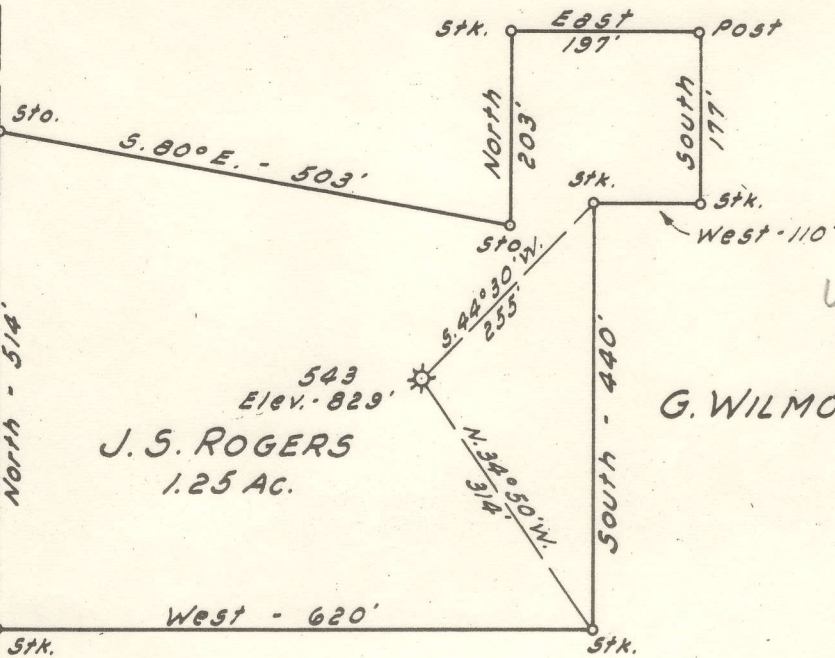 Stk.
East
197'
Post
Sto.
S. 80° E. - 503'
North
203'
South
177'
Stk.
Stk.
West - 110'
Sto.
S. 44° 30' W.
255'
North - 514'
543
Elev. - 829'
South - 440'
G. WILMO
J. S. ROGERS
1.25 AC.
N. 34° 50' W.
314'
West - 620'
Stk.
Stk.